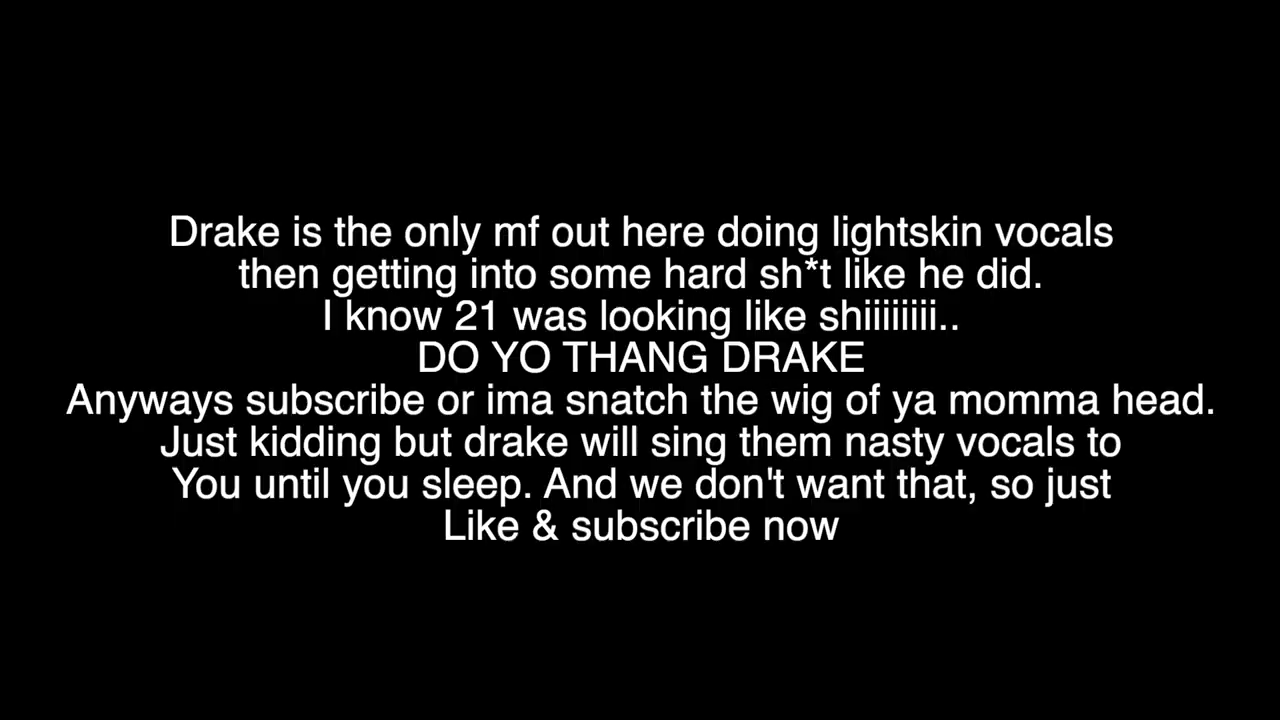 Drake is the only mf out here doing lightskin vocals
then getting into some hard sh*t like he did.
I know 21 was looking like shiiiiiiii..
DO YO THANG DRAKE
Anyways subscribe or ima snatch the wig of ya momma head.
Just kidding but drake will sing them nasty vocals to
You until you sleep. And we don't want that, so just
Like & subscribe now